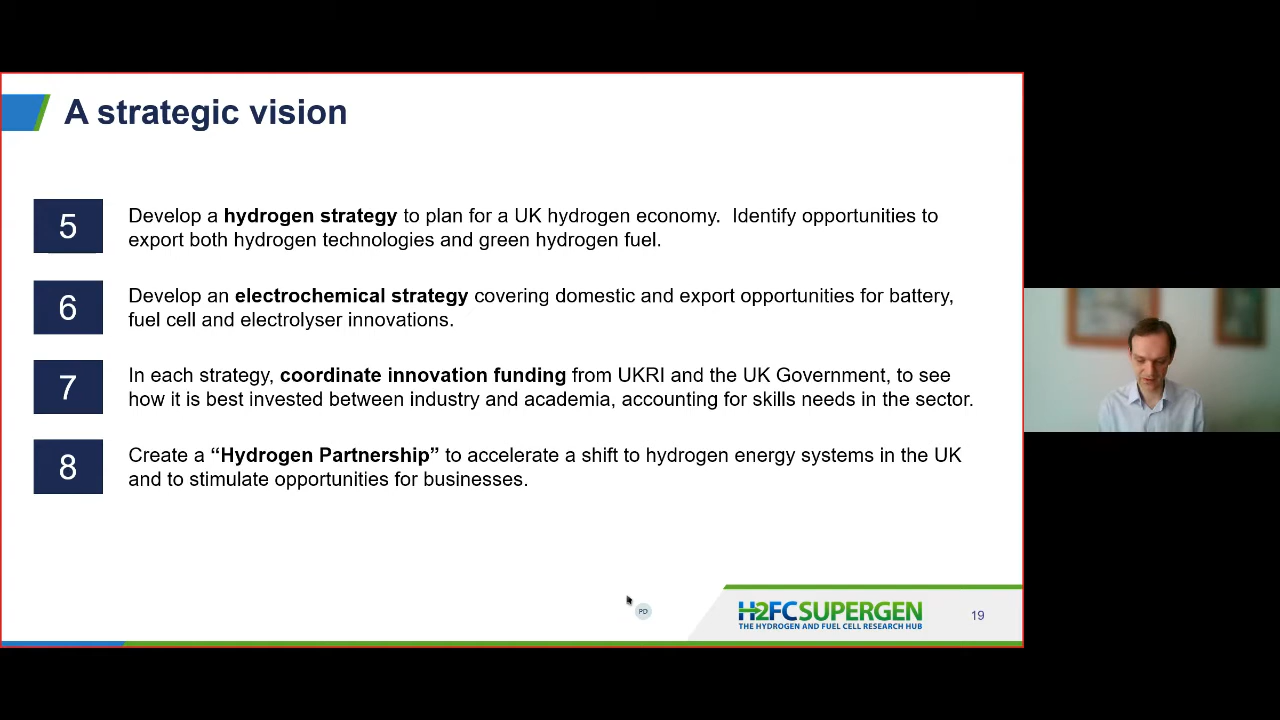 A strategic vision
5
Develop a hydrogen strategy to plan for a UK hydrogen economy.  Identify opportunities to
export both hydrogen technologies and green hydrogen fuel.
6
Develop an electrochemical strategy covering domestic and export opportunities for battery,
fuel cell and electrolyser innovations.
7
In each strategy, coordinate innovation funding from UKRI and the UK Government, to see
how it is best invested between industry and academia, accounting for skills needs in the sector.
8
Create a “Hydrogen Partnership” to accelerate a shift to hydrogen energy systems in the UK
and to stimulate opportunities for businesses.
PD
H2FCSUPERGEN
THE HYDROGEN AND FUEL CELL RESEARCH HUB
19